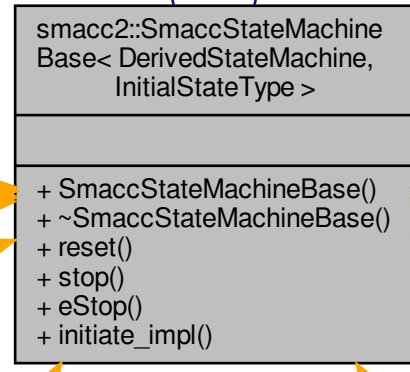 smacc2::SmaccStateMachine
Base< DerivedStateMachine,
InitialStateType >
+ SmaccStateMachineBase()
+ ~SmaccStateMachineBase()
+ reset()
+ stop()
+ eStop()
+ initiate_impl()